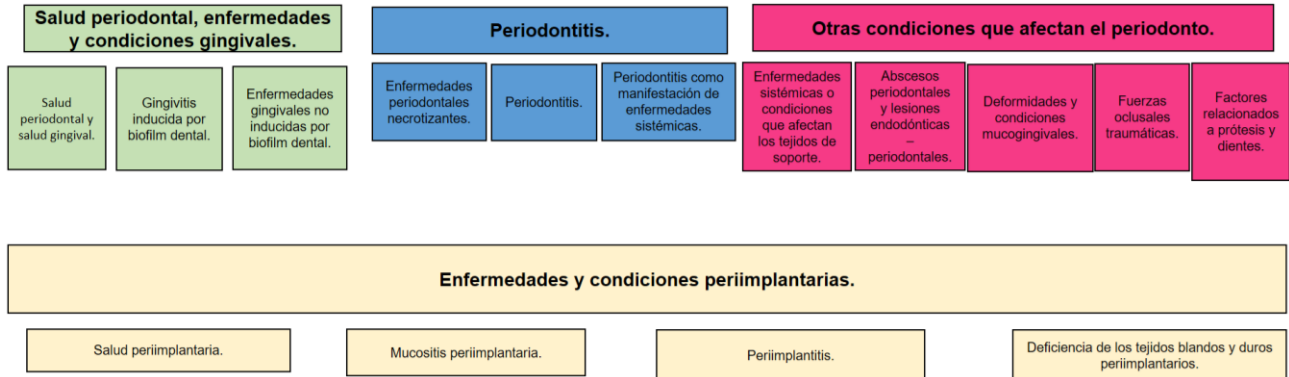 Salud periodontal, enfermedades
y condiciones gingivales.
Periodontitis.
Otras condiciones que afectan el periodonto.
Salud
periodontal y
salud gingival.
Gingivitis
inducida por
biofilm dental.
Enfermedades
gingivales no
inducidas por
biofilm dental.
Enfermedades
periodontales
necrotizantes.
Periodontitis.
Periodontitis como
manifestación de
enfermedades
sistémicas.
Enfermedades
sistémicas o
condiciones
que afectan
los tejidos de
soporte.
Abscesos
periodontales
y lesiones
endodónticas
–
periodontales.
Deformidades y
condiciones
mucogingivales.
Fuerzas
oclusales
traumáticas.
Factores
relacionados
a prótesis y
dientes.
Enfermedades y condiciones periimplantarias.
Salud periimplantaria.
Mucositis periimplantaria.
Periimplantitis.
Deficiencia de los tejidos blandos y duros
periimplantarios.